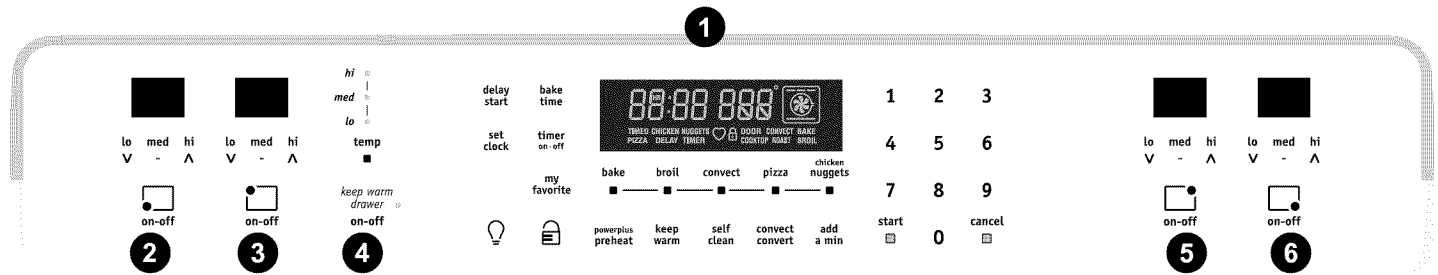 1
hi
med
lo
delay start
bake time
88:88 888°
HR
TIMED CHICKEN NUGGETS DOOR CONVECT BAKE
PIZZA DELAY TIMER COOKTOP ROAST BROIL
1 2 3
set clock
timer on-off
4 5 6
lo med hi
lo med hi
temp
lo med hi
lo med hi
my favorite
bake broil convect pizza chicken nuggets
7 8 9
keep warm drawer
on-off
on-off
on-off
powerplus preheat
keep warm
self clean
convect convert
add a min
start 0 cancel
on-off
on-off
2 3 4 5 6